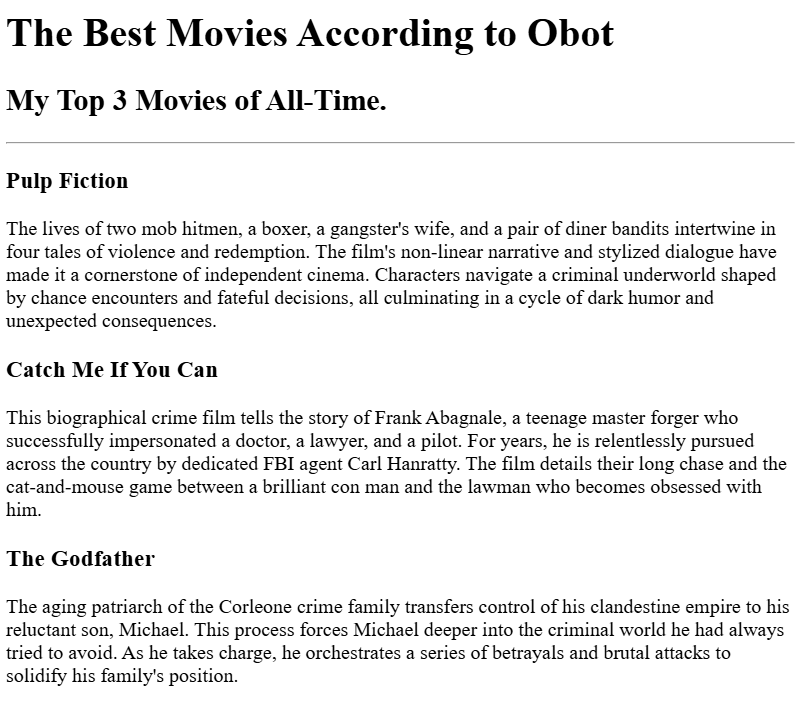 The Best Movies According to Obot
My Top 3 Movies of All-Time.
Pulp Fiction
The lives of two mob hitmen, a boxer, a gangster's wife, and a pair of diner bandits intertwine in
four tales of violence and redemption. The film's non-linear narrative and stylized dialogue have
made it a cornerstone of independent cinema. Characters navigate a criminal underworld shaped
by chance encounters and fateful decisions, all culminating in a cycle of dark humor and
unexpected consequences.
Catch Me If You Can
This biographical crime film tells the story of Frank Abagnale, a teenage master forger who
successfully impersonated a doctor, a lawyer, and a pilot. For years, he is relentlessly pursued
across the country by dedicated FBI agent Carl Hanratty. The film details their long chase and the
cat-and-mouse game between a brilliant con man and the lawman who becomes obsessed with
him.
The Godfather
The aging patriarch of the Corleone crime family transfers control of his clandestine empire to his
reluctant son, Michael. This process forces Michael deeper into the criminal world he had always
tried to avoid. As he takes charge, he orchestrates a series of betrayals and brutal attacks to
solidify his family's position.